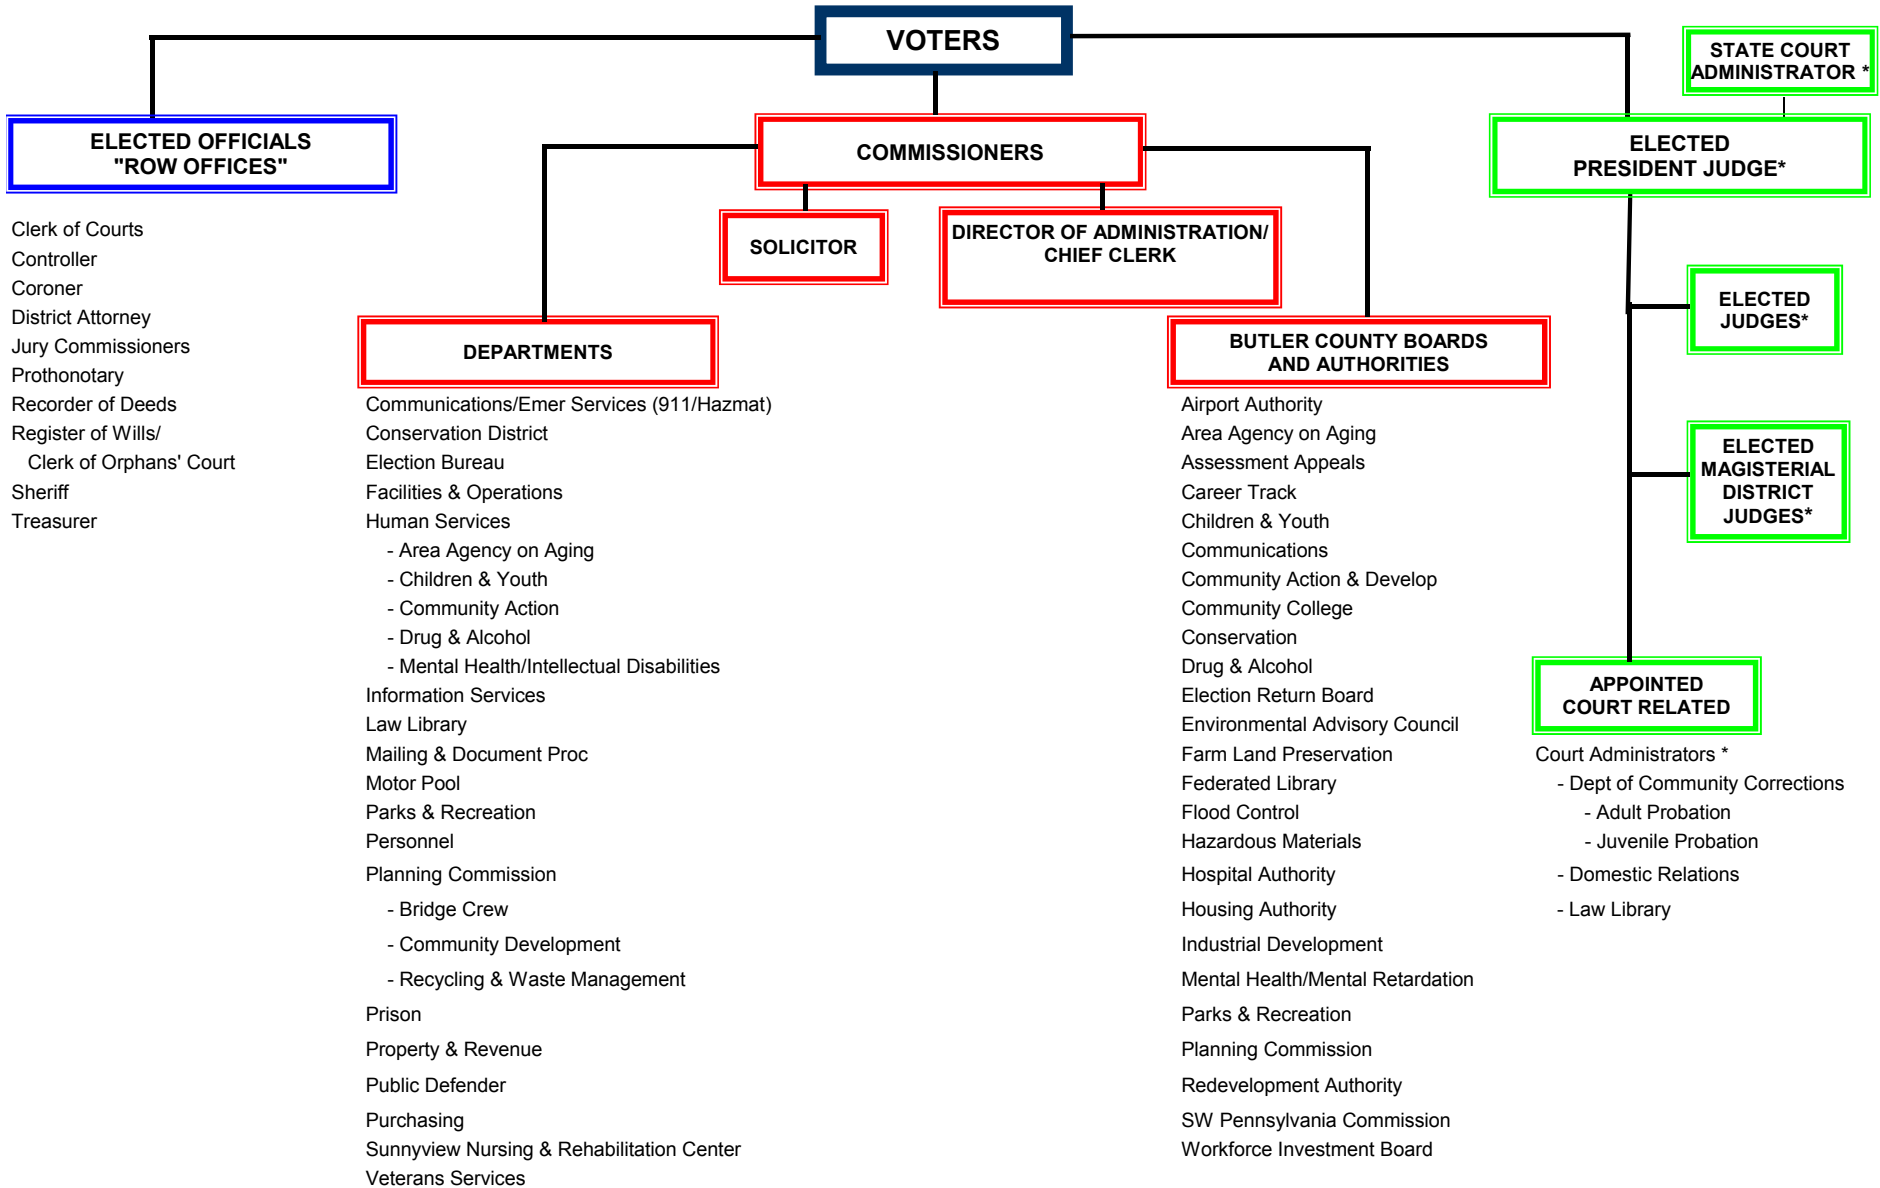 VOTERS
STATE COURT
ADMINISTRATOR *
ELECTED OFFICIALS
"ROW OFFICES"
COMMISSIONERS
ELECTED
PRESIDENT JUDGE*
SOLICITOR
DIRECTOR OF ADMINISTRATION/
CHIEF CLERK
Clerk of Courts
Controller
Coroner
District Attorney
Jury Commissioners
Prothonotary
Recorder of Deeds
Register of Wills/
Clerk of Orphans' Court
Sheriff
Treasurer
DEPARTMENTS
Communications/Emer Services (911/Hazmat)
Conservation District
Election Bureau
Facilities & Operations
Human Services
- Area Agency on Aging
- Children & Youth
- Community Action
- Drug & Alcohol
- Mental Health/Intellectual Disabilities
Information Services
Law Library
Mailing & Document Proc
Motor Pool
Parks & Recreation
Personnel
Planning Commission
- Bridge Crew
- Community Development
- Recycling & Waste Management
Prison
Property & Revenue
Public Defender
Purchasing
Sunnyview Nursing & Rehabilitation Center
Veterans Services
BUTLER COUNTY BOARDS
AND AUTHORITIES
Airport Authority
Area Agency on Aging
Assessment Appeals
Career Track
Children & Youth
Communications
Community Action & Develop
Community College
Conservation
Drug & Alcohol
Election Return Board
Environmental Advisory Council
Farm Land Preservation
Federated Library
Flood Control
Hazardous Materials
Hospital Authority
Housing Authority
Industrial Development
Mental Health/Mental Retardation
Parks & Recreation
Planning Commission
Redevelopment Authority
SW Pennsylvania Commission
Workforce Investment Board
ELECTED
JUDGES*
ELECTED
MAGISTERIAL
DISTRICT
JUDGES*
APPOINTED
COURT RELATED
Court Administrators *
- Dept of Community Corrections
- Adult Probation
- Juvenile Probation
- Domestic Relations
- Law Library